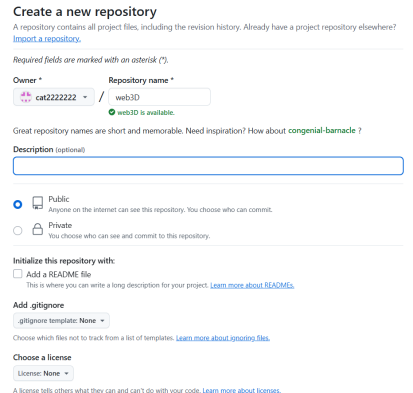 Create a new repository
A repository contains all project files, including the revision history. Already have a project repository elsewhere?
Import a repository.
Required fields are marked with an asterisk (*).
Owner * Repository name *
cat2222222 / web3D
web3D is available.
Great repository names are short and memorable. Need inspiration? How about congenial-barnacle ?
Description (optional)
Public
Anyone on the internet can see this repository. You choose who can commit.
Private
You choose who can see and commit to this repository.
Initialize this repository with:
Add a README file
This is where you can write a long description for your project. Learn more about READMEs.
Add .gitignore
.gitignore template: None
Choose which files not to track from a list of templates. Learn more about ignoring files.
Choose a license
License: None
A license tells others what they can and can't do with your code. Learn more about licenses.